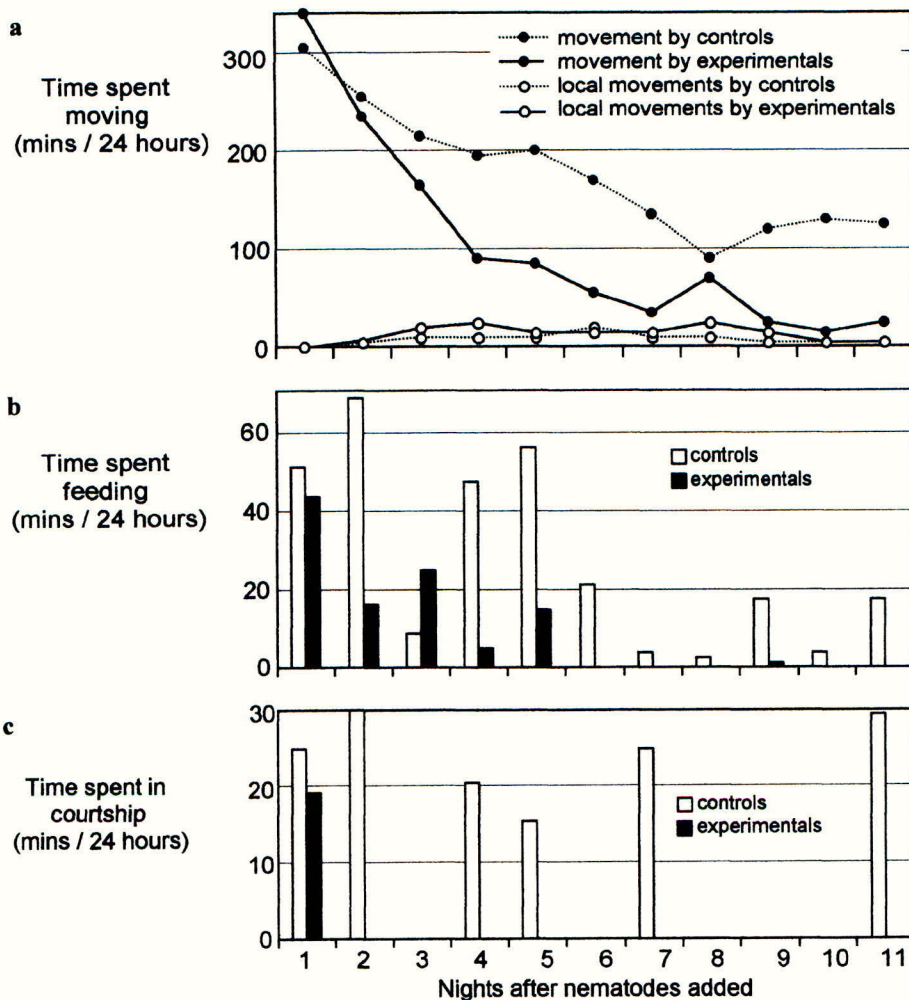 a
Time spent
moving
(mins / 24 hours)
300
200
100
0
movement by controls
movement by experimentals
local movements by controls
local movements by experimentals
b
Time spent
feeding
(mins / 24 hours)
60
40
20
0
controls
experimentals
c
Time spent in
courtship
(mins / 24 hours)
30
20
10
0
controls
experimentals
1 2 3 4 5 6 7 8 9 10 11
Nights after nematodes added